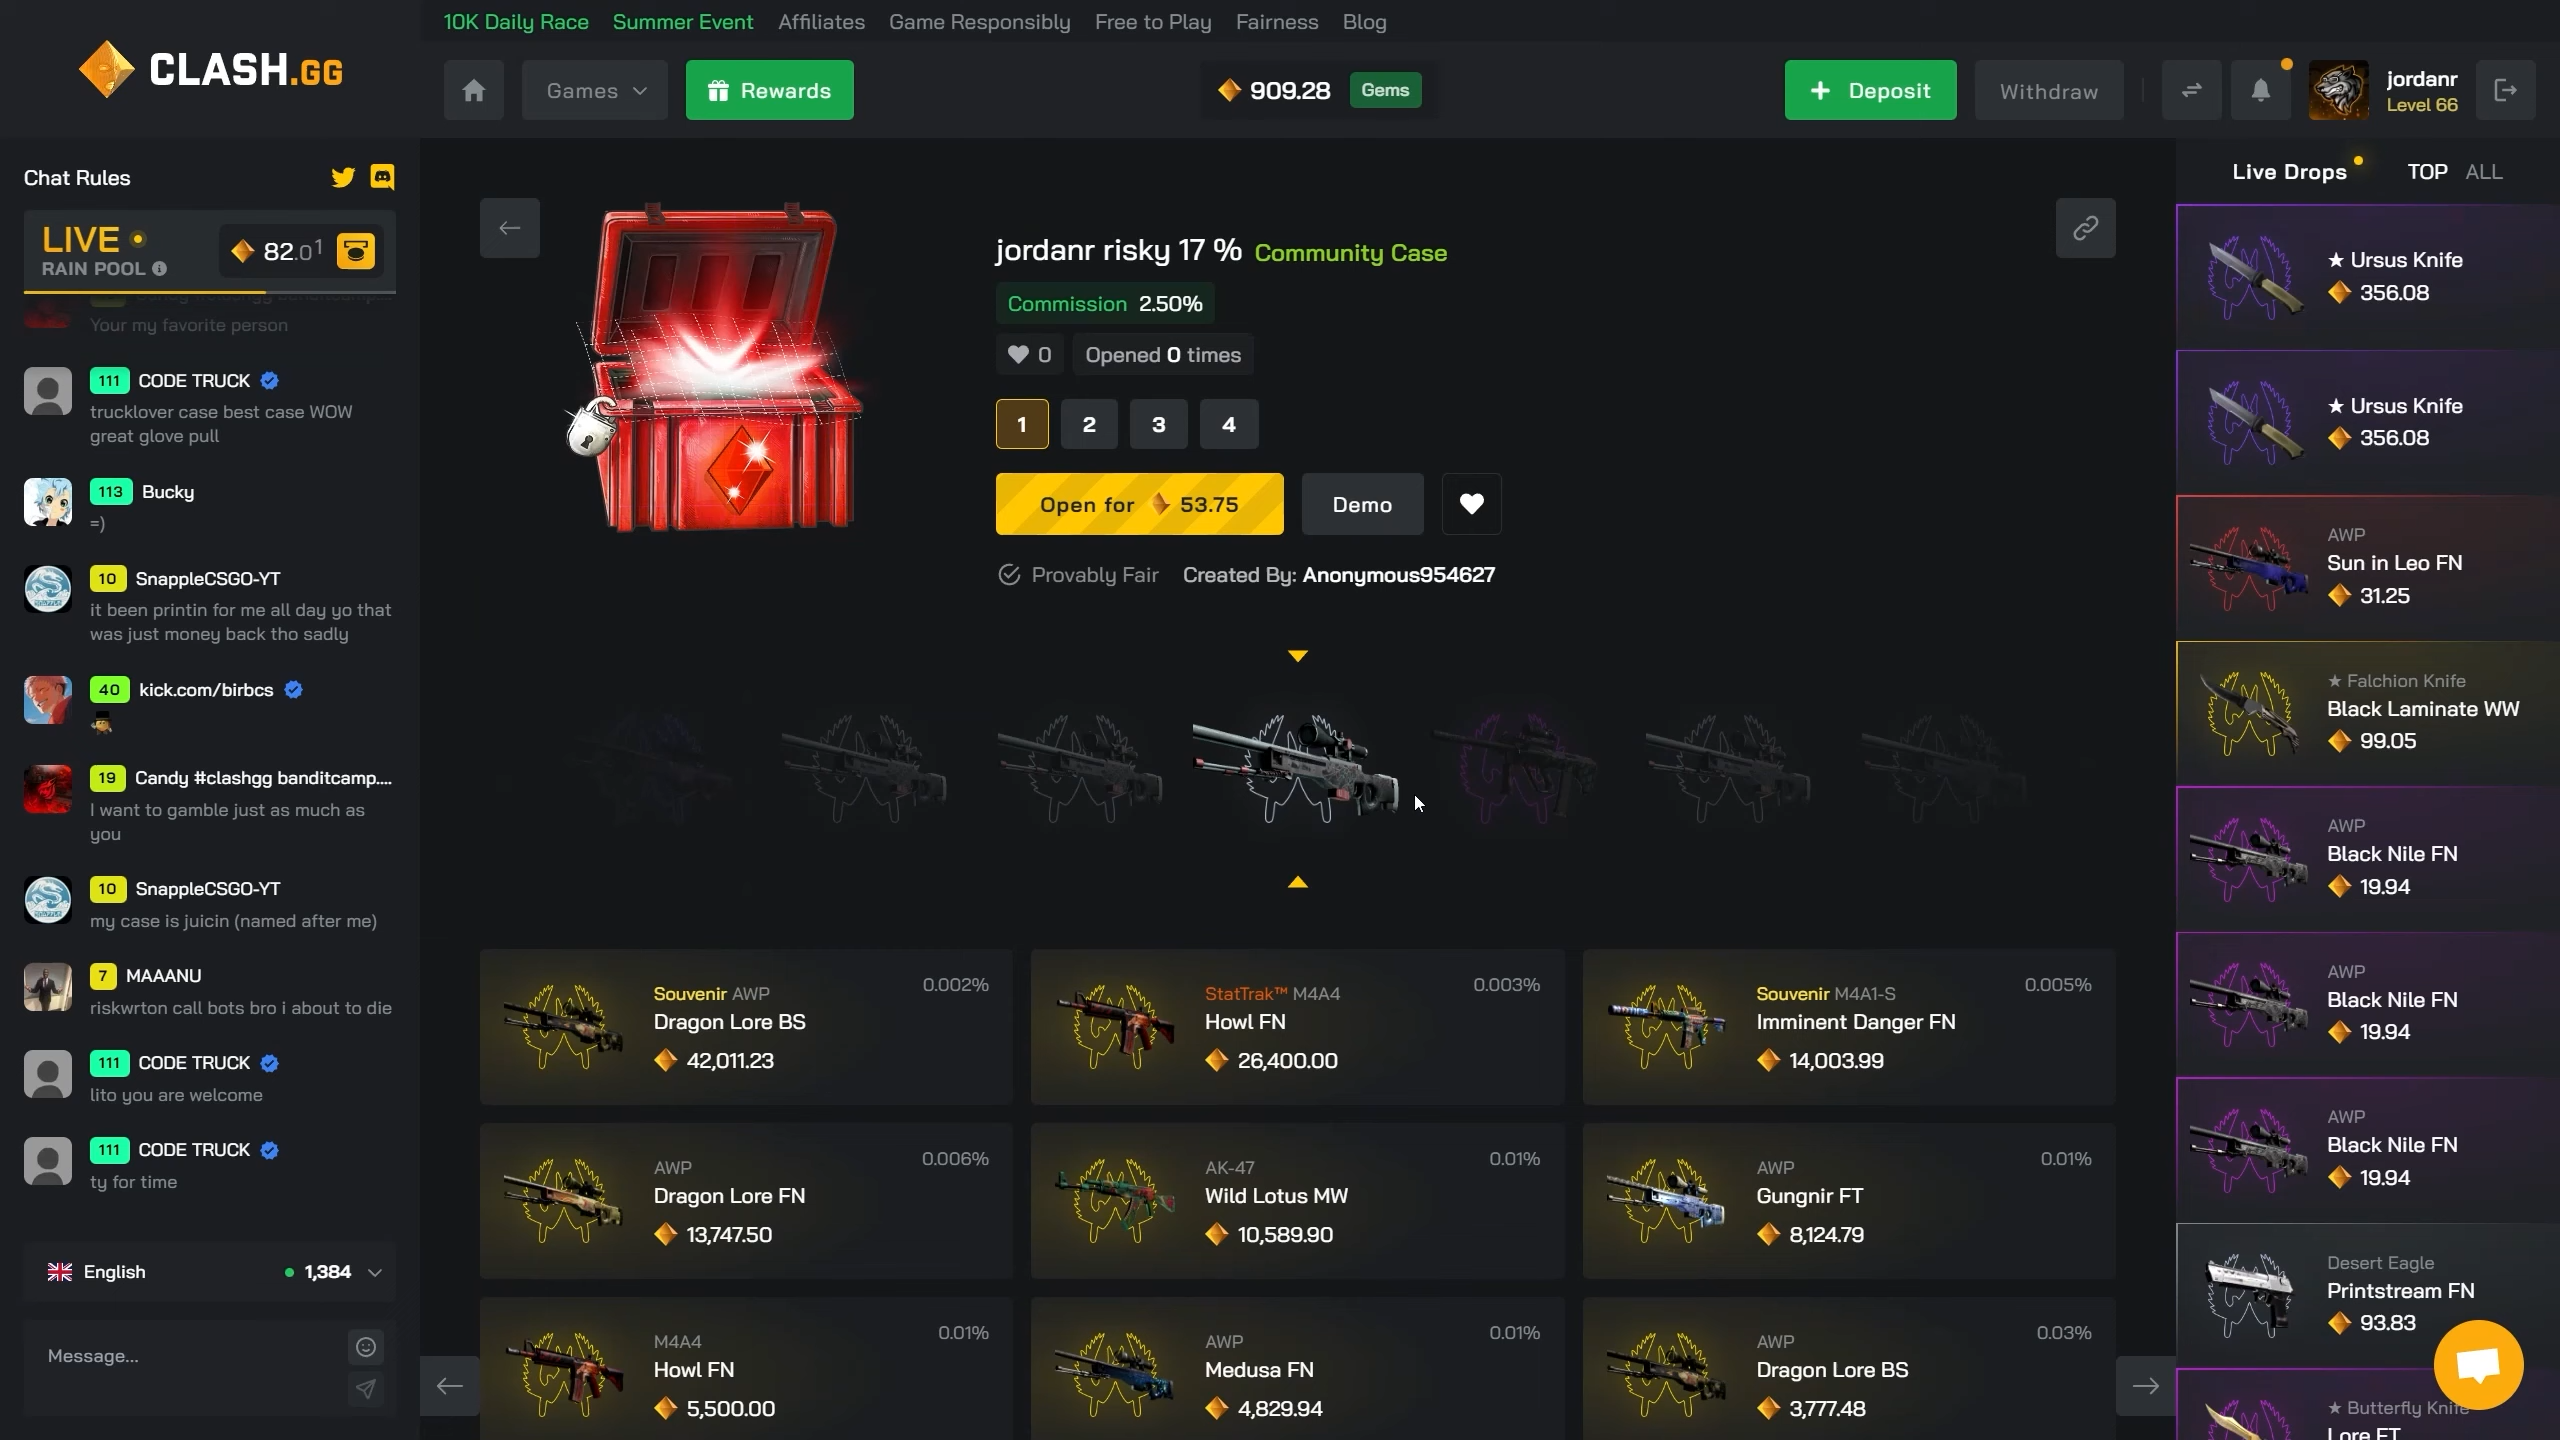 10K Daily Race Summer Event Affiliates Game Responsibly Free to Play Fairness Blog
CLASH.GG
Games
Rewards
909.28 Gems
Deposit
Withdraw
jordanr
Level 66
Chat Rules
LIVE
RAIN POOL
82.01
Your my favorite person
111 CODE TRUCK
trucklover case best case WOW
great glove pull
113 Bucky
=)
10 SnappleCSGO-YT
it been printin for me all day yo that
was just money back tho sadly
40 kick.com/birbcs
19 Candy #clashgg banditcamp....
I want to gamble just as much as
you
10 SnappleCSGO-YT
my case is juicin (named after me)
7 MAAANU
riskwrton call bots bro i about to die
111 CODE TRUCK
lito you are welcome
111 CODE TRUCK
ty for time
English 1,384
Message...
jordanr risky 17 % Community Case
Commission 2.50%
0 Opened 0 times
1 2 3 4
Open for 53.75 Demo
Provably Fair Created By: Anonymous954627
Souvenir AWP 0.002%
Dragon Lore BS
42,011.23
StatTrak™ M4A4 0.003%
Howl FN
26,400.00
Souvenir M4A1-S 0.005%
Imminent Danger FN
14,003.99
AWP 0.006%
Dragon Lore FN
13,747.50
AK-47 0.01%
Wild Lotus MW
10,589.90
AWP 0.01%
Gungnir FT
8,124.79
M4A4 0.01%
Howl FN
5,500.00
AWP 0.01%
Medusa FN
4,829.94
AWP 0.03%
Dragon Lore BS
3,777.48
Live Drops TOP ALL
★ Ursus Knife
356.08
★ Ursus Knife
356.08
AWP
Sun in Leo FN
31.25
★ Falchion Knife
Black Laminate WW
99.05
AWP
Black Nile FN
19.94
AWP
Black Nile FN
19.94
AWP
Black Nile FN
19.94
Desert Eagle
Printstream FN
93.83
★ Butterfly Knife
Lore FT